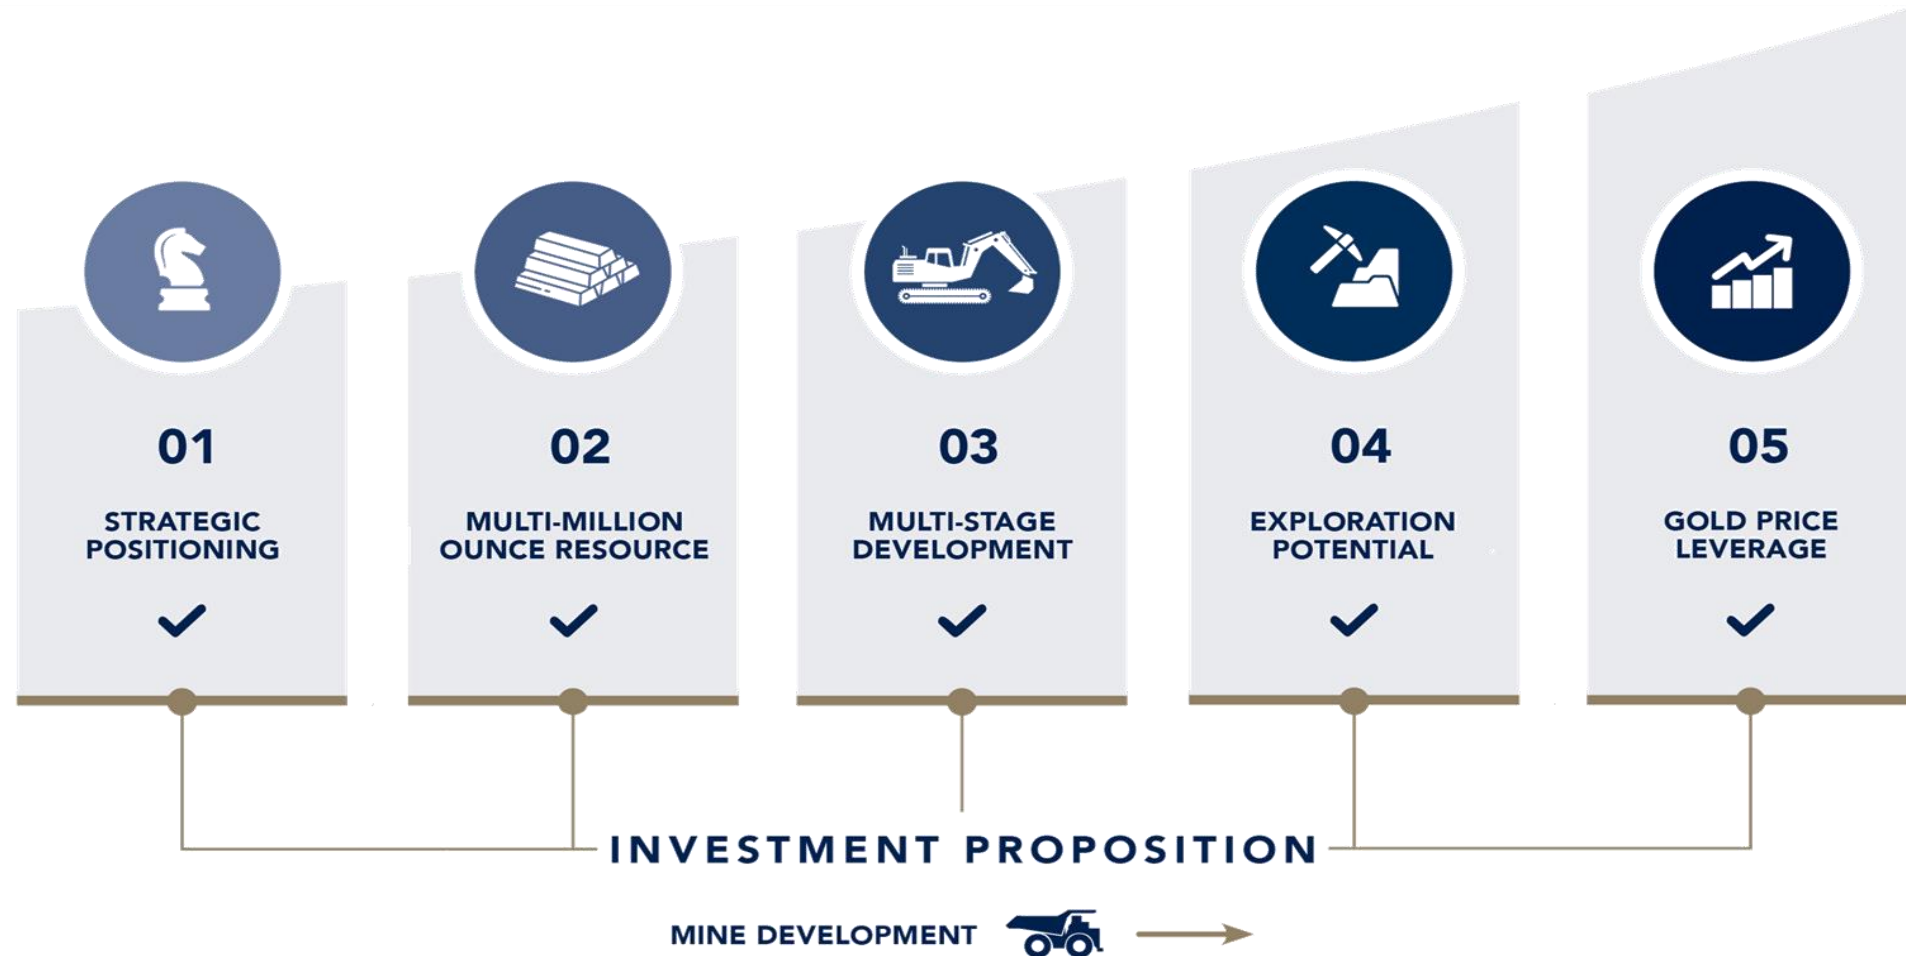 01
STRATEGIC
POSITIONING
02
MULTI-MILLION
OUNCE RESOURCE
03
MULTI-STAGE
DEVELOPMENT
04
EXPLORATION
POTENTIAL
05
GOLD PRICE
LEVERAGE
INVESTMENT PROPOSITION
MINE DEVELOPMENT